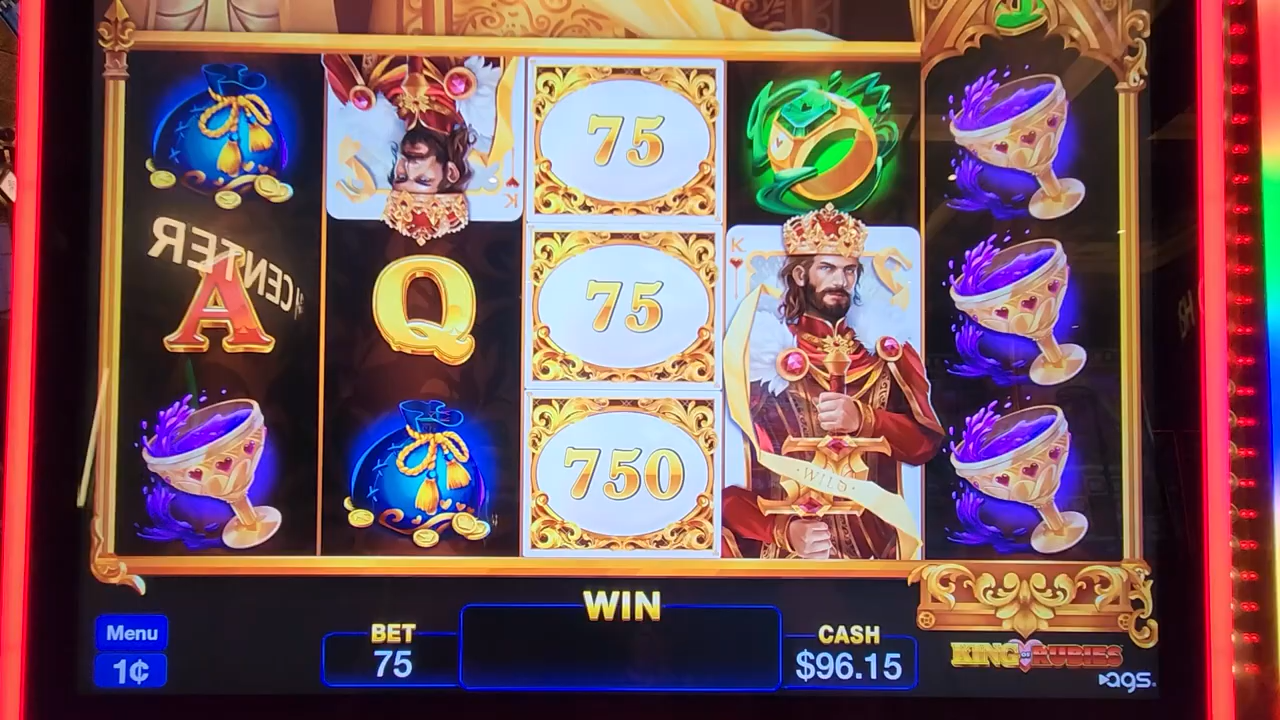 75
K
CENTER
A
Q
75
K
WILD
750
WIN
Menu
1¢
BET
75
CASH
$96.15
KING OF RUBIES
AGS